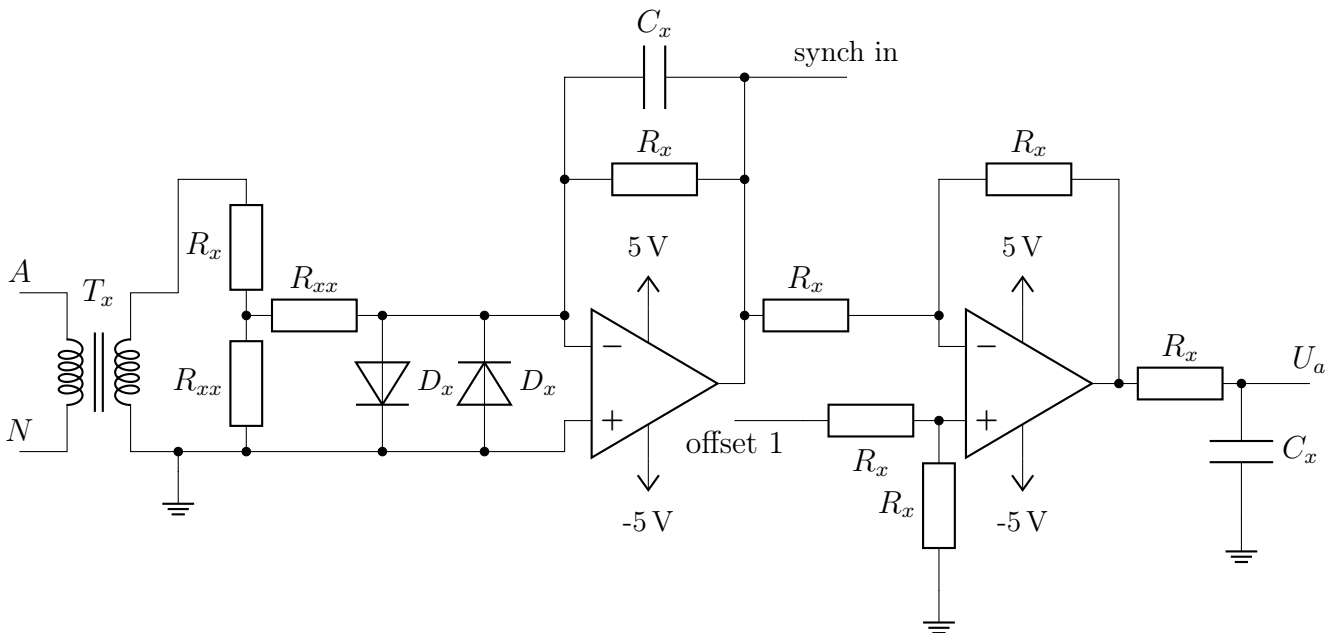 C_x
synch in
R_x
R_x
5 V
5 V
R_x
A
T_x
R_xx
R_x
R_x
U_a
R_xx
D_x
D_x
−
+
−
+
N
offset 1
R_x
C_x
R_x
-5 V
-5 V